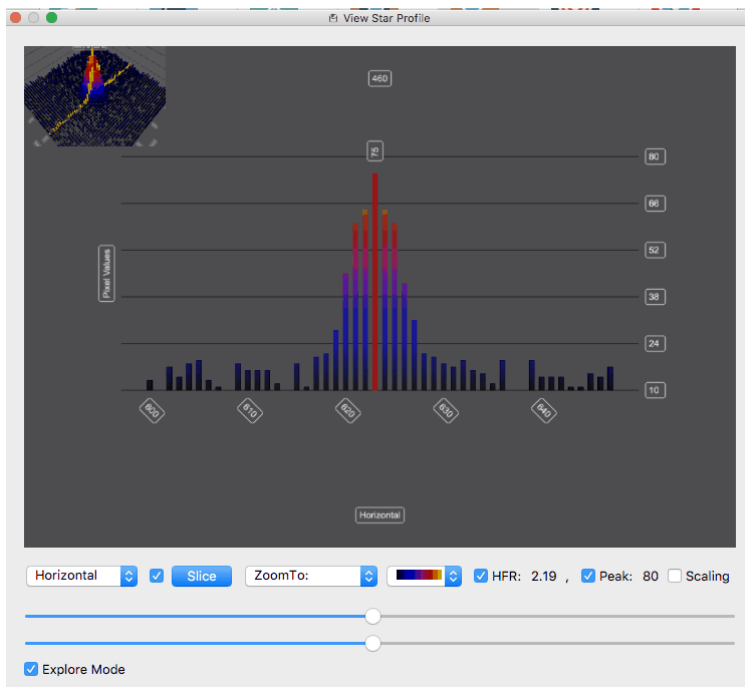 View Star Profile
460
75
80
66
52
38
24
10
Pixel Values
600
610
620
630
640
Horizontal
Horizontal Slice ZoomTo: HFR: 2.19 , Peak: 80 Scaling
Explore Mode